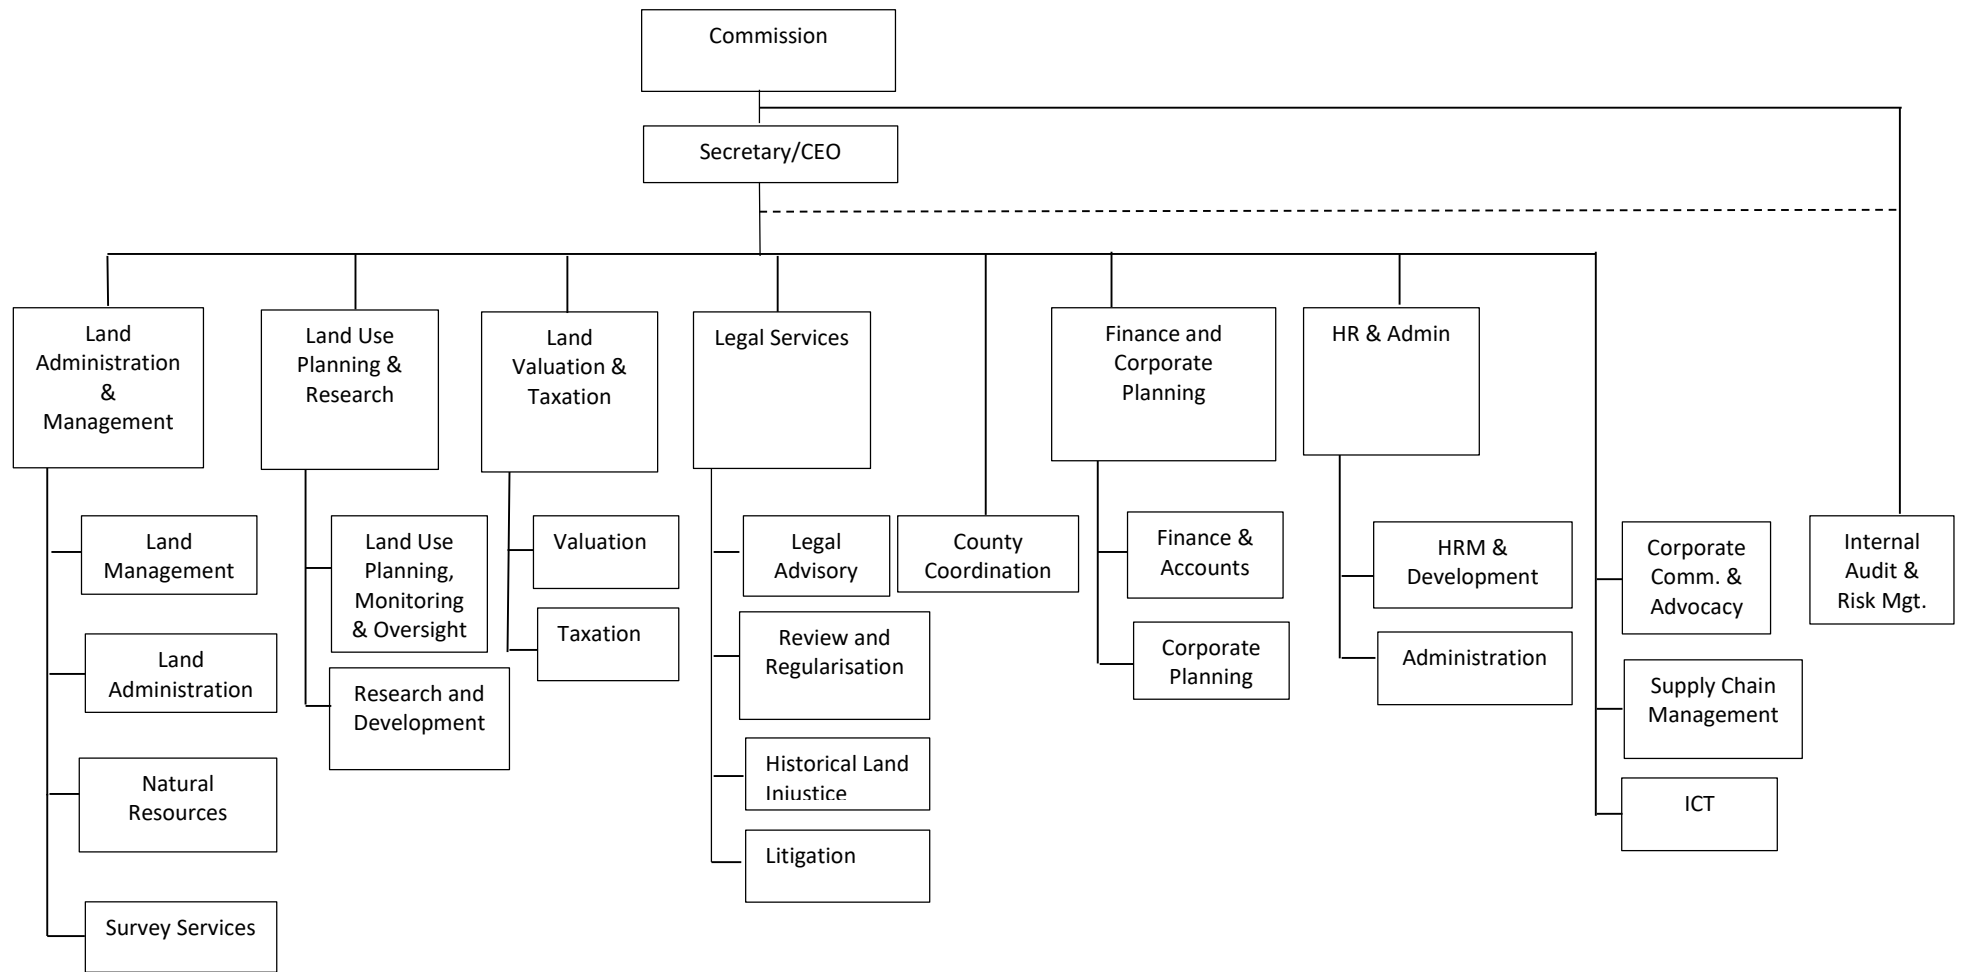 Commission
Secretary/CEO
Land
Administration
&
Management
Land Use
Planning &
Research
Land
Valuation &
Taxation
Legal Services
Finance and
Corporate
Planning
HR & Admin
Land
Management
Land
Administration
Natural
Resources
Survey Services
Land Use
Planning,
Monitoring
& Oversight
Research and
Development
Valuation
Taxation
Legal
Advisory
Review and
Regularisation
Historical Land
Injustice
Litigation
County
Coordination
Finance &
Accounts
Corporate
Planning
HRM &
Development
Administration
Corporate
Comm. &
Advocacy
Supply Chain
Management
ICT
Internal
Audit &
Risk Mgt.